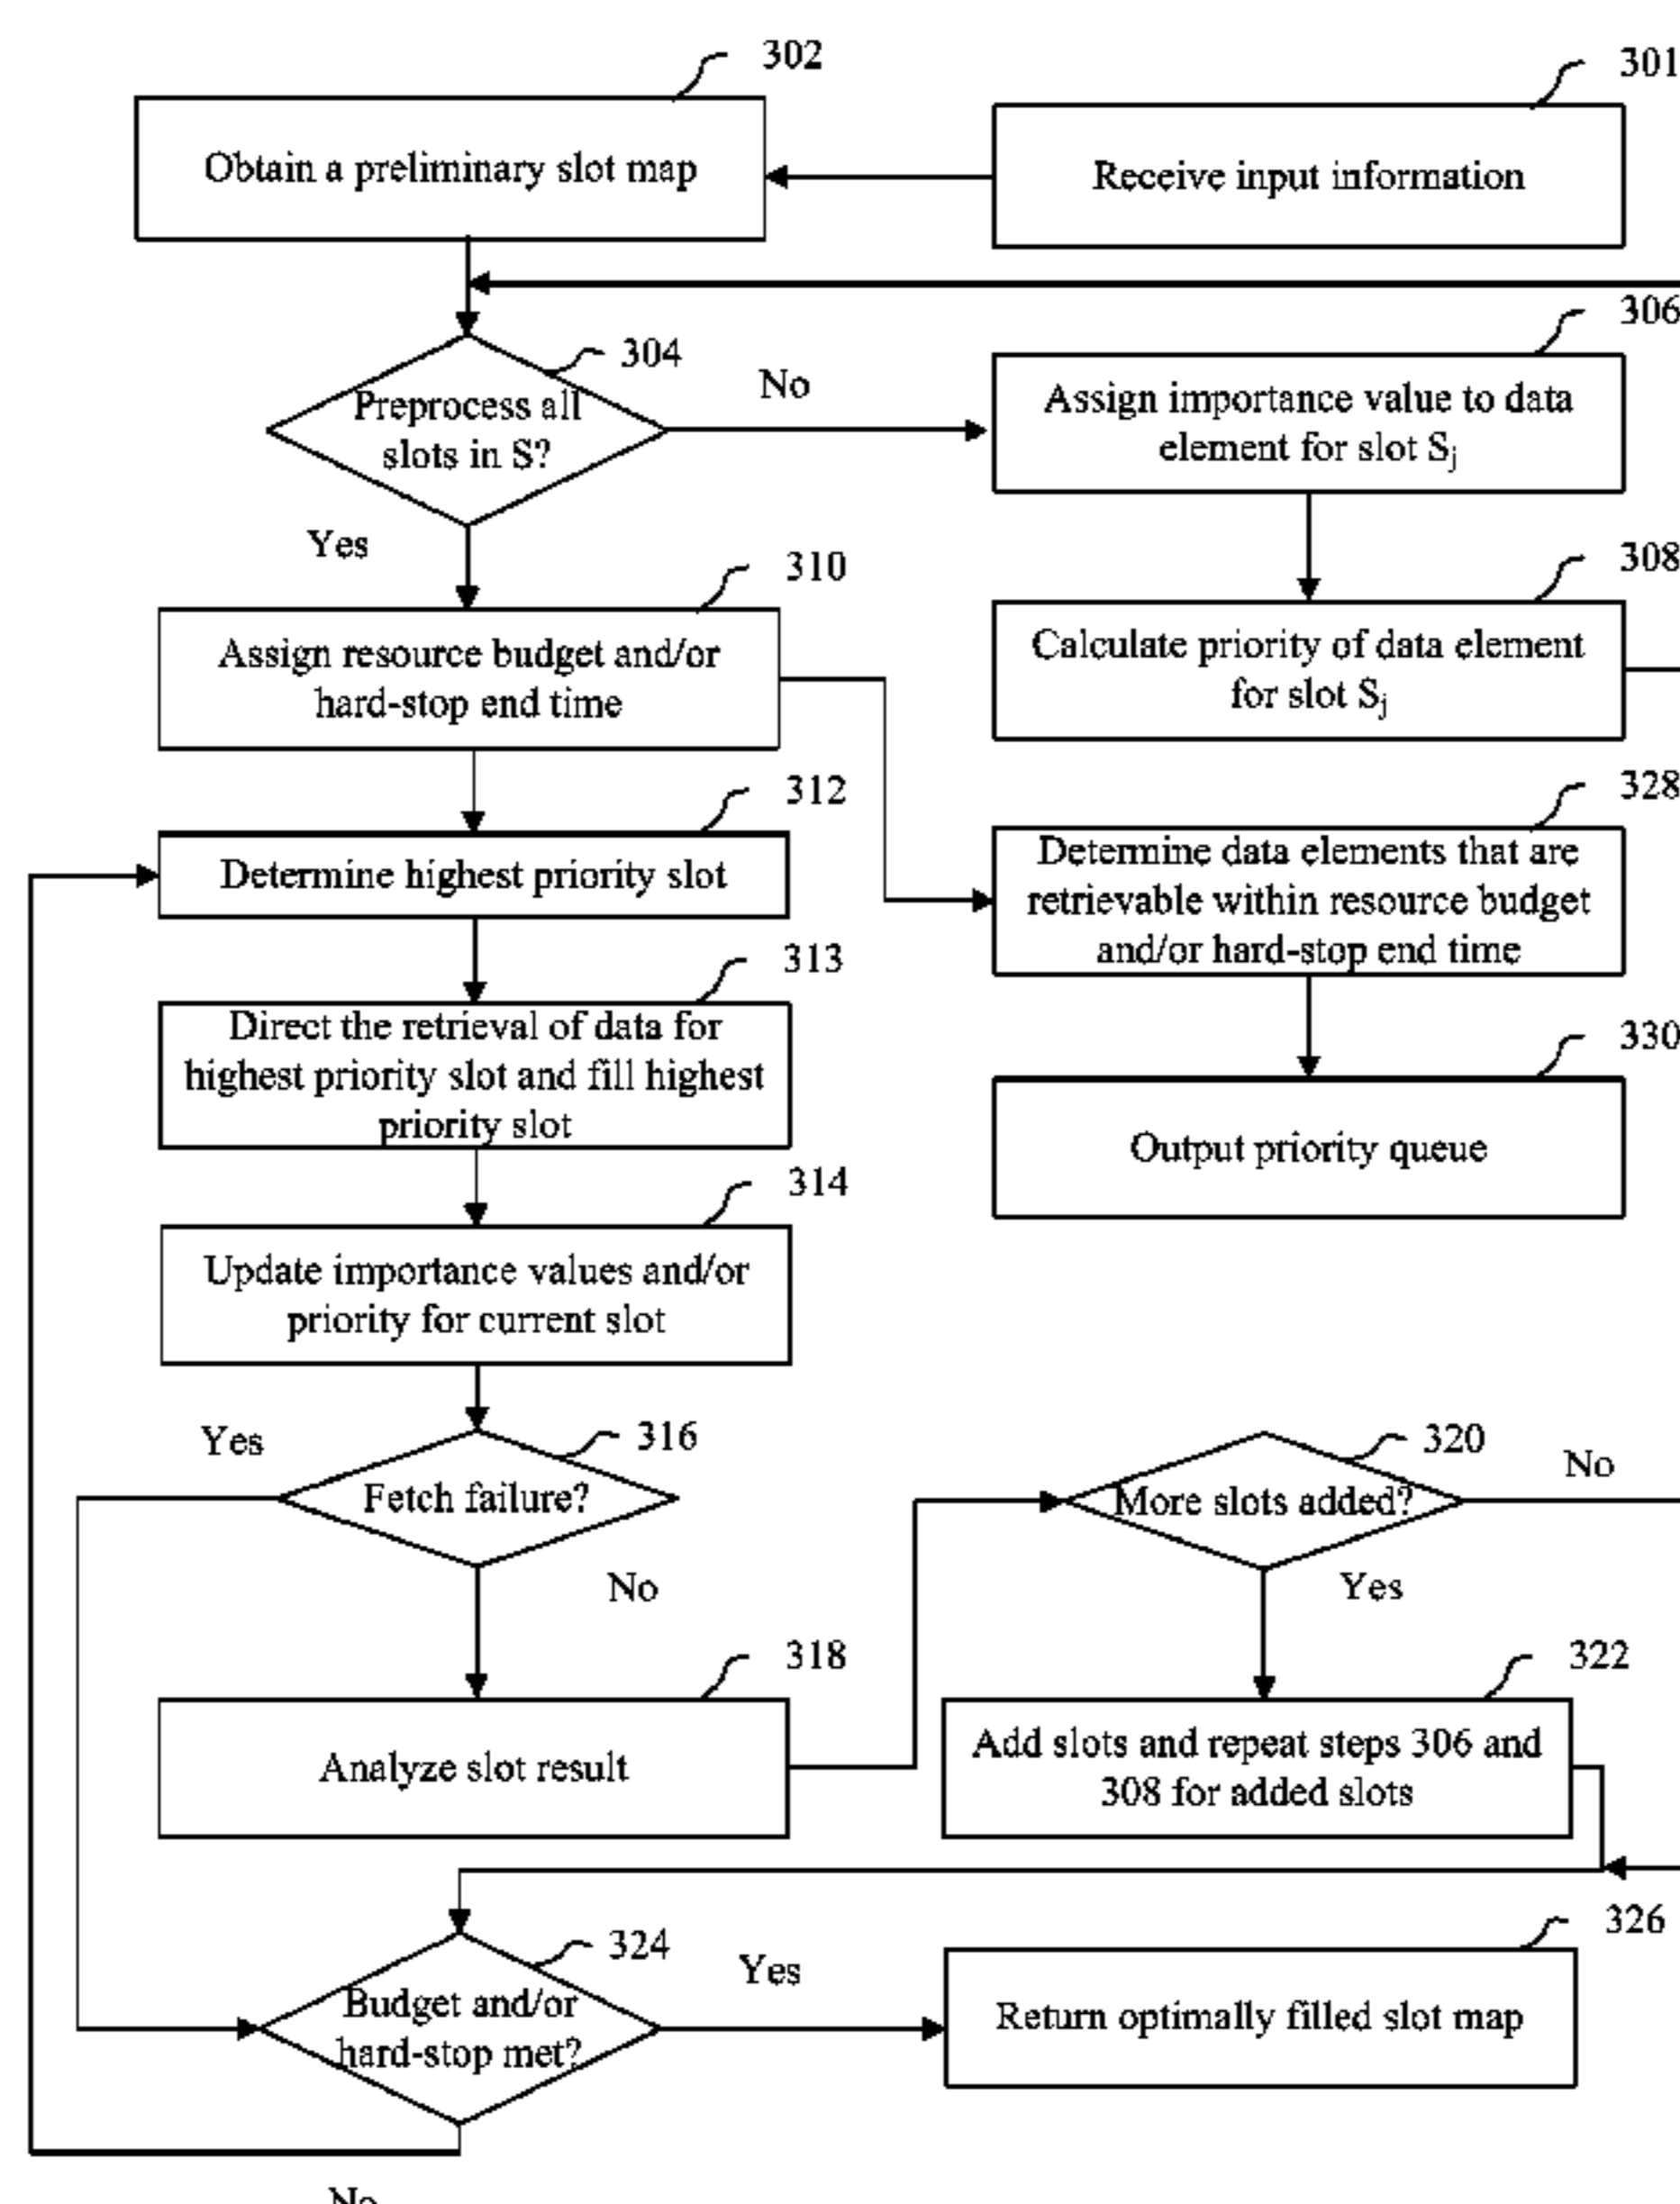 302
301
Obtain a preliminary slot map
Receive input information
304
306
No
Preprocess all
slots in S?
Assign importance value to data
element for slot Sj
Yes
310
308
Assign resource budget and/or
hard-stop end time
Calculate priority of data element
for slot Sj
312
328
Determine highest priority slot
Determine data elements that are
retrievable within resource budget
and/or hard-stop end time
313
330
Direct the retrieval of data for
highest priority slot and fill highest
priority slot
Output priority queue
314
Update importance values and/or
priority for current slot
Yes
316
320
No
Fetch failure?
More slots added?
No
Yes
318
322
Analyze slot result
Add slots and repeat steps 306 and
308 for added slots
326
324
Yes
Budget and/or
hard-stop met?
Return optimally filled slot map
No